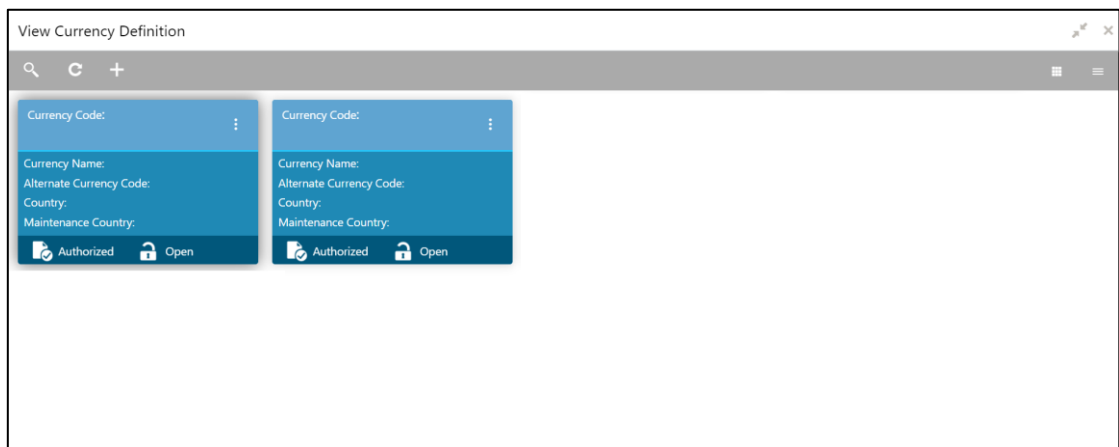 View Currency Definition
Currency Code: Currency Code:
Currency Name: Currency Name:
Alternate Currency Code: Alternate Currency Code:
Country: Country:
Maintenance Country: Maintenance Country:
Authorized Open Authorized Open